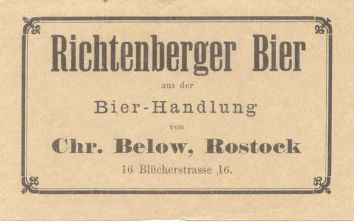 Richtenberger Bier
aus der
Bier-Handlung
von
Chr. Below, Rostock
16 Blücherstrasse 16.